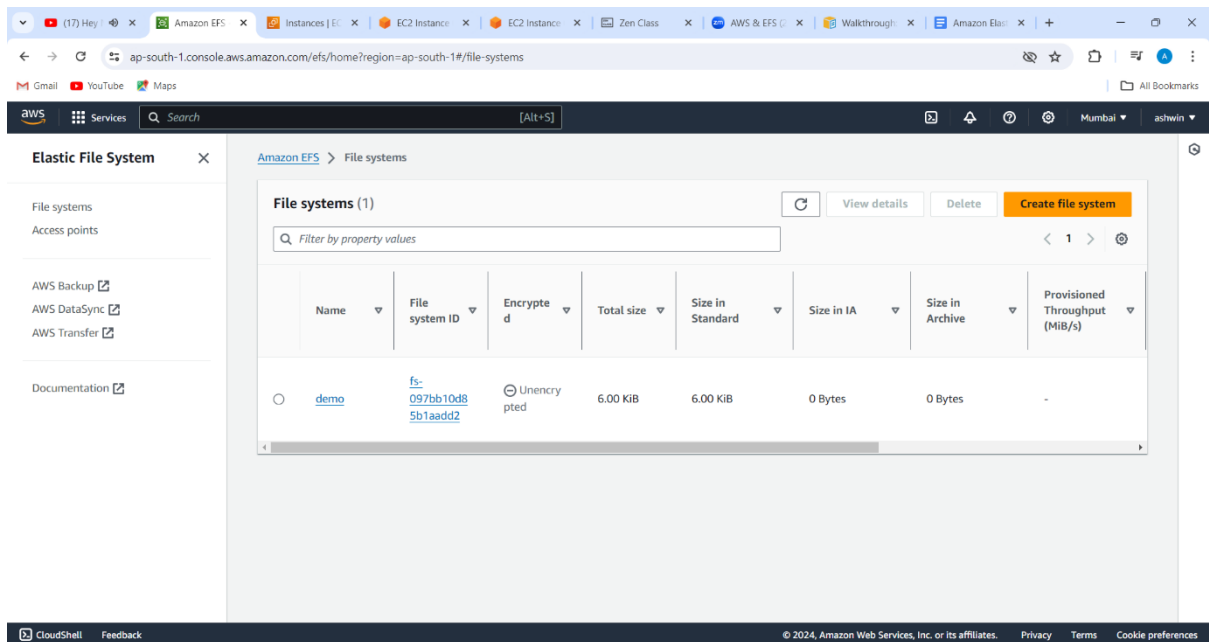 (17) Hey
Amazon EFS
Instances | EC
EC2 Instance
EC2 Instance
Zen Class
AWS & EFS (
Walkthrough
Amazon Elast
ap-south-1.console.aws.amazon.com/efs/home?region=ap-south-1#/file-systems
A
Gmail
YouTube
Maps
All Bookmarks
aws
Services
Search
[Alt+S]
Mumbai
ashwin
Elastic File System
Amazon EFS
File systems
File systems
Access points
AWS Backup
AWS DataSync
AWS Transfer
Documentation
File systems (1)
View details
Delete
Create file system
Filter by property values
1
Name
File
system ID
Encrypte
d
Total size
Size in
Standard
Size in IA
Size in
Archive
Provisioned
Throughput
(MiB/s)
demo
fs-
097bb10d8
5b1aadd2
Unencry
pted
6.00 KiB
6.00 KiB
0 Bytes
0 Bytes
-
CloudShell
Feedback
© 2024, Amazon Web Services, Inc. or its affiliates.
Privacy
Terms
Cookie preferences